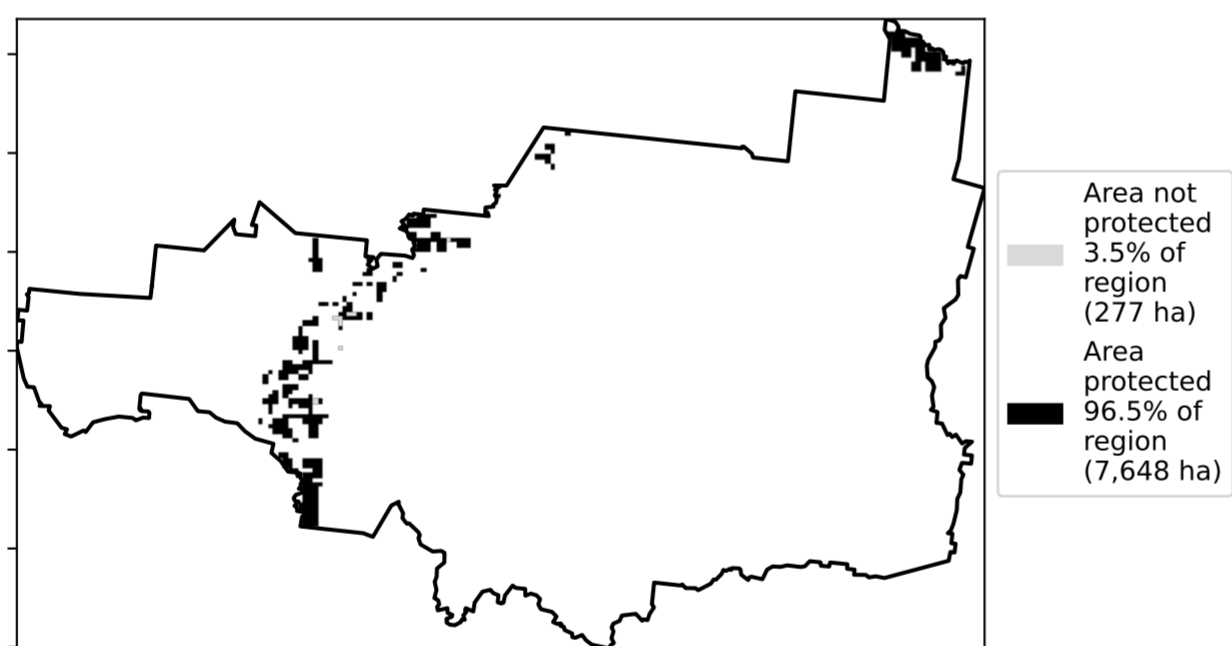 Area not
protected
3.5% of
region
(277 ha)
Area
protected
96.5% of
region
(7,648 ha)